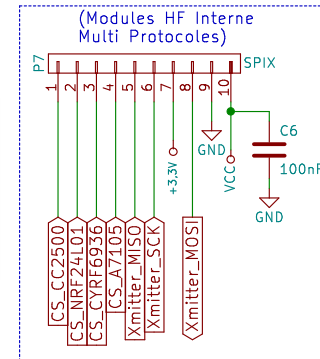 (Modules HF Interne
Multi Protocoles)
P7
SPIX
1
2
3
4
5
6
7
8
9
10
GND
+3,3V
VCC
C6
100nF
GND
CS_CC2500
CS_NRF24L01
CS_CYRF6936
CS_A7105
Xmitter_MISO
Xmitter_SCK
Xmitter_MOSI